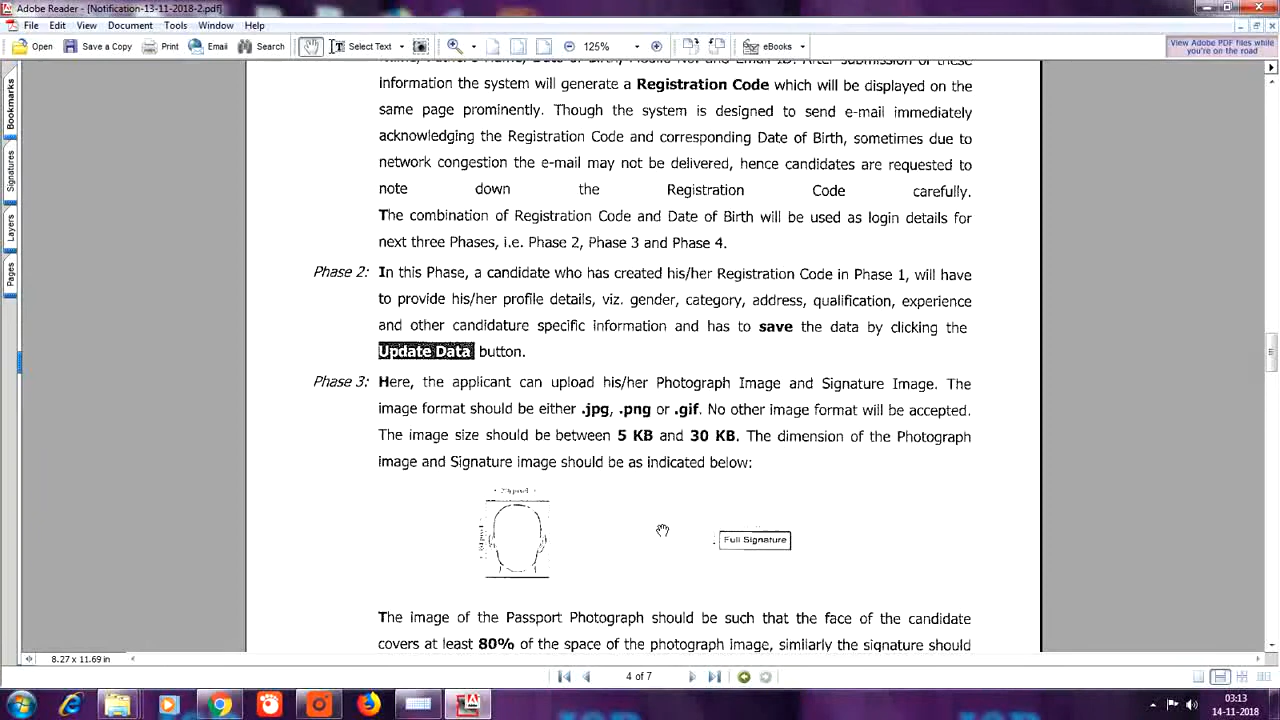 Adobe Reader - [Notification-13-11-2018-2.pdf]
File Edit View Document Tools Window Help
Open Save a Copy Print Email Search Select Text 125% eBooks
View Adobe PDF files while
you're on the road
Bookmarks
Signatures
Layers
Pages
information the system will generate a Registration Code which will be displayed on the
same page prominently. Though the system is designed to send e-mail immediately
acknowledging the Registration Code and corresponding Date of Birth, sometimes due to
network congestion the e-mail may not be delivered, hence candidates are requested to
note down the Registration Code carefully.
The combination of Registration Code and Date of Birth will be used as login details for
next three Phases, i.e. Phase 2, Phase 3 and Phase 4.
Phase 2: In this Phase, a candidate who has created his/her Registration Code in Phase 1, will have
to provide his/her profile details, viz. gender, category, address, qualification, experience
and other candidature specific information and has to save the data by clicking the
Update Data button.
Phase 3: Here, the applicant can upload his/her Photograph Image and Signature Image. The
image format should be either .jpg, .png or .gif. No other image format will be accepted.
The image size should be between 5 KB and 30 KB. The dimension of the Photograph
image and Signature image should be as indicated below:
Full Signature
The image of the Passport Photograph should be such that the face of the candidate
covers at least 80% of the space of the photograph image, similarly the signature should
8.27 x 11.69 in
4 of 7
03:13
14-11-2018